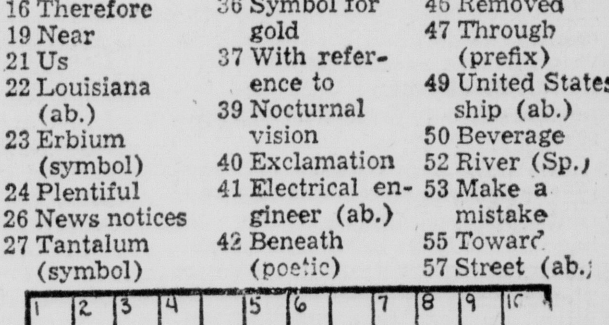 16 Therefore
19 Near
21 Us
22 Louisiana
(ab.)
23 Erbium
(symbol)
24 Plentiful
26 News notices
27 Tantalum
(symbol)
36 Symbol for
gold
37 With refer-
ence to
39 Nocturnal
vision
40 Exclamation
41 Electrical en-
gineer (ab.)
42 Beneath
(poetic)
46 Removed
47 Through
(prefix)
49 United States
ship (ab.)
50 Beverage
52 River (Sp.)
53 Make a
mistake
55 Toward
57 Street (ab.)
1 2 3 4 5 6 7 8 9 10